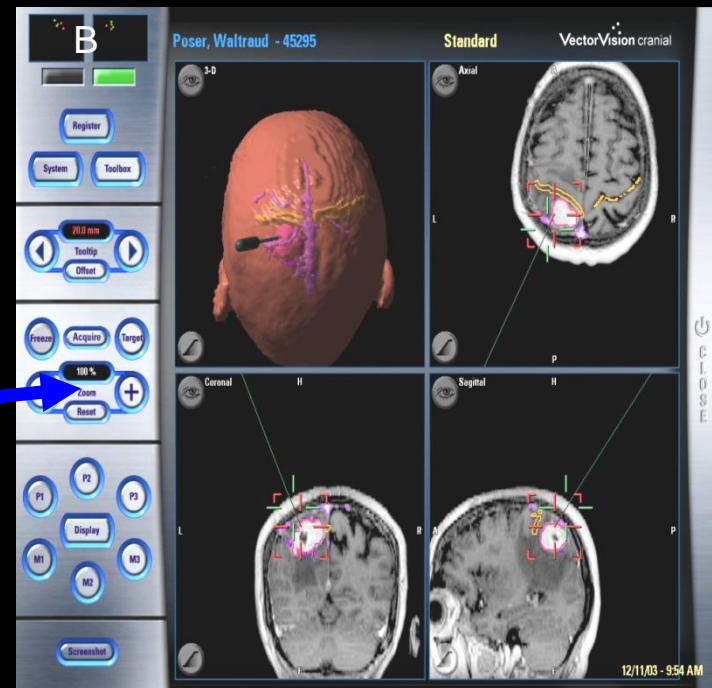 B
Poser, Waltraud - 45295 Standard VectorVision cranial
Register
System Toolbox
20.0 mm
Tooltip
Offset
Freeze Acquire Target
100 %
Zoom
Reset
P1 P2 P3
Display
M1 M2 M3
Screenshot
3-D
Axial
A
L R
P
Coronal H
L R
F
Sagittal H
A P
F
12/11/03 - 9:54 AM
CLOSE